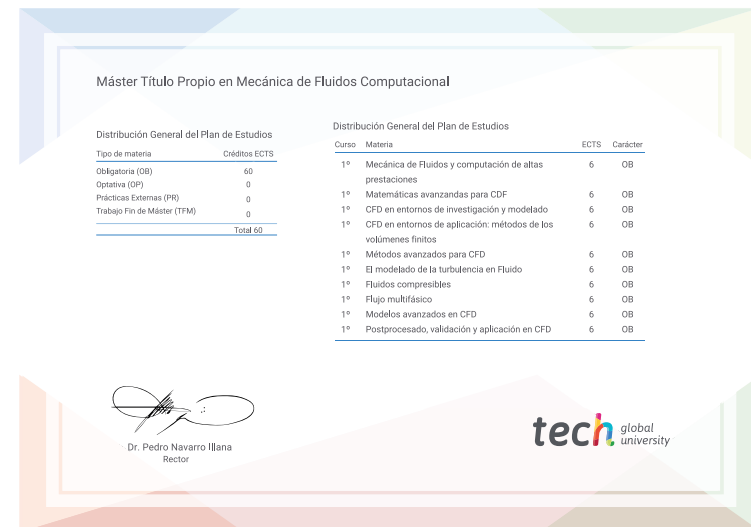 Máster Título Propio en Mecánica de Fluidos Computacional
Distribución General del Plan de Estudios
Tipo de materia Créditos ECTS
Obligatoria (OB) 60
Optativa (OP) 0
Prácticas Externas (PR) 0
Trabajo Fin de Máster (TFM) 0
Total 60
Distribución General del Plan de Estudios
Curso Materia ECTS Carácter
1º Mecánica de Fluidos y computación de altas 6 OB
prestaciones
1º Matemáticas avanzandas para CDF 6 OB
1º CFD en entornos de investigación y modelado 6 OB
1º CFD en entornos de aplicación: métodos de los 6 OB
volúmenes finitos
1º Métodos avanzados para CFD 6 OB
1º El modelado de la turbulencia en Fluido 6 OB
1º Fluidos compresibles 6 OB
1º Flujo multifásico 6 OB
1º Modelos avanzados en CFD 6 OB
1º Postprocesado, validación y aplicación en CFD 6 OB
Dr. Pedro Navarro Illana
Rector
tech global
university